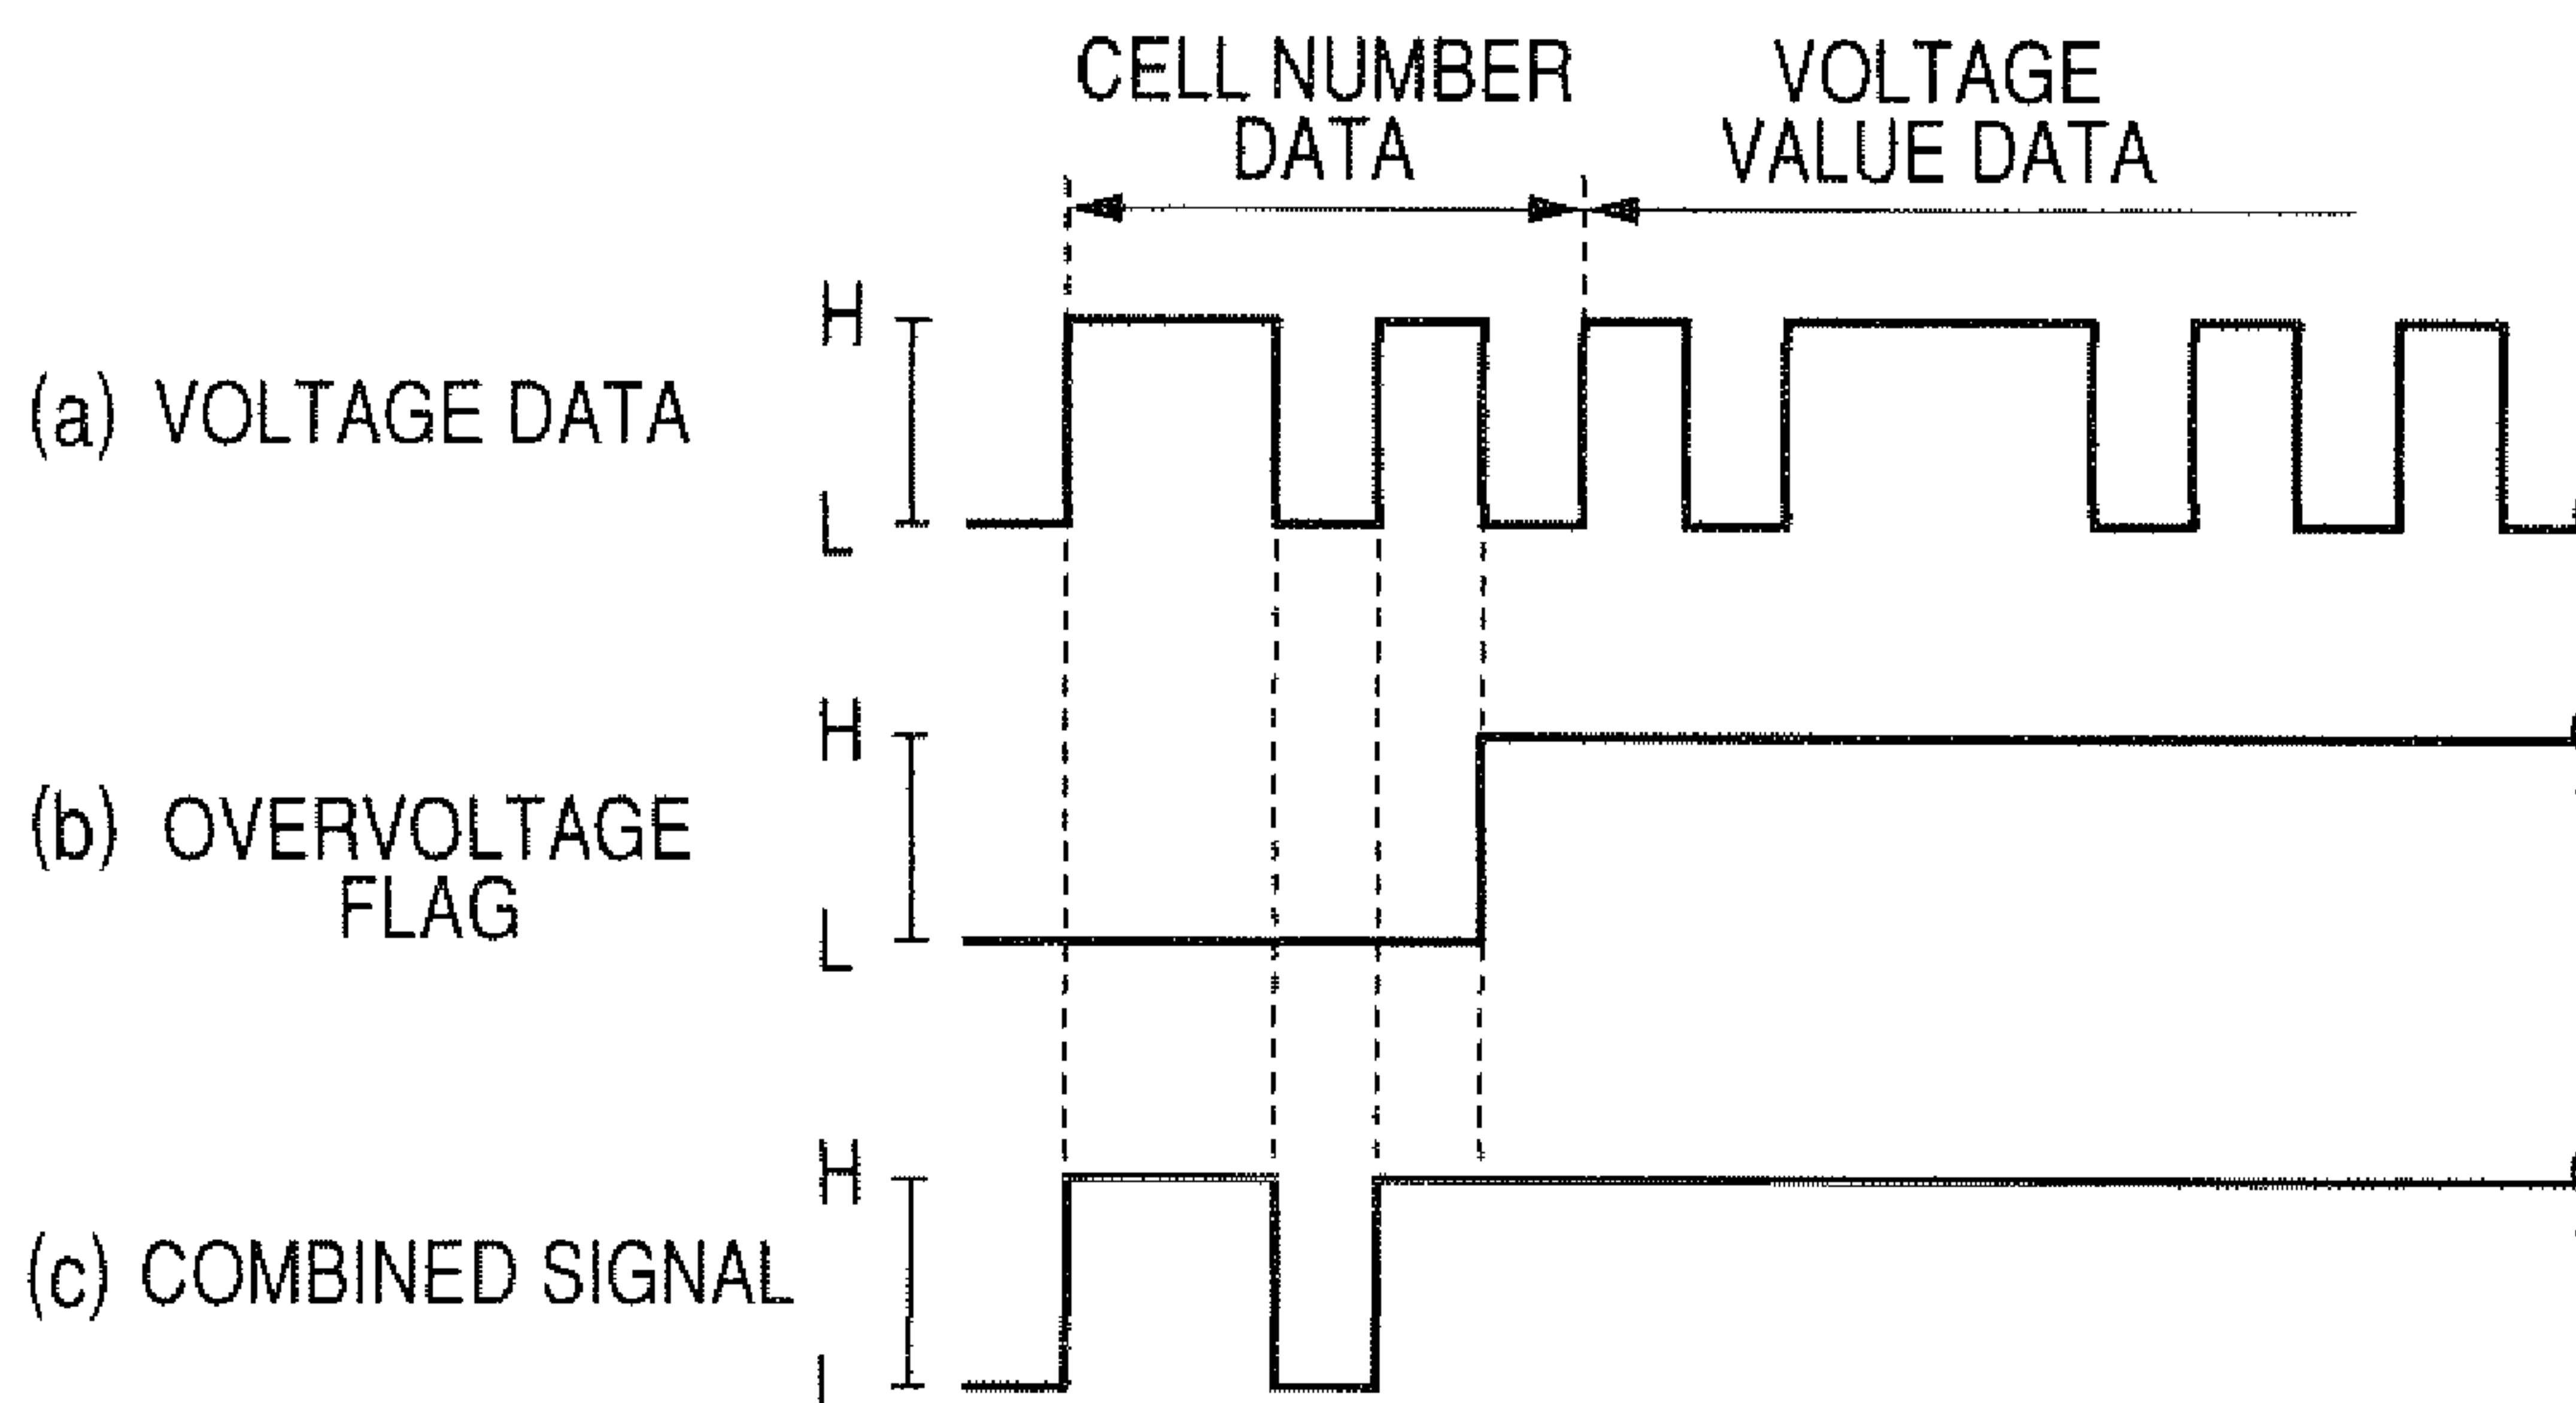 CELL NUMBER
DATA
VOLTAGE
VALUE DATA
H
(a) VOLTAGE DATA
L
H
(b) OVERVOLTAGE
FLAG
L
H
(c) COMBINED SIGNAL